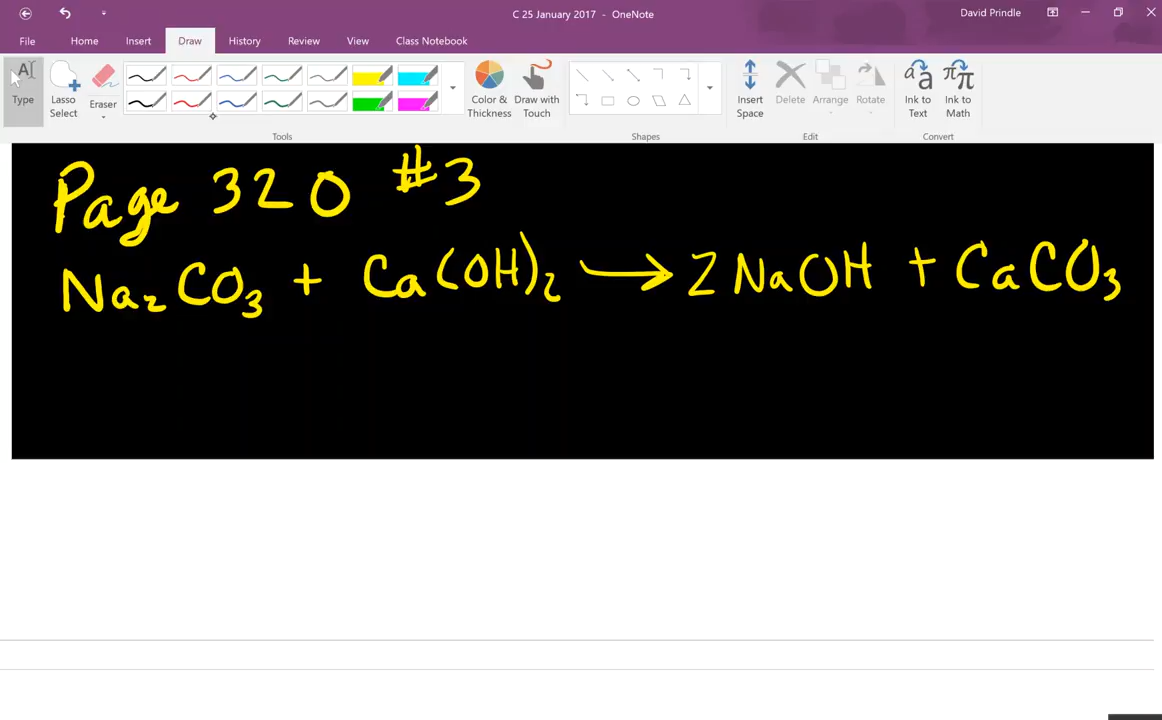 C 25 January 2017 - OneNote
David Prindle
File Home Insert Draw History Review View Class Notebook
Type
Lasso Select
Eraser
Color & Thickness
Draw with Touch
Insert Space
Delete
Arrange
Rotate
Ink to Text
Ink to Math
Tools Shapes Edit Convert
Page 320 #3
Na₂CO₃ + Ca(OH)₂ → 2NaOH + CaCO₃